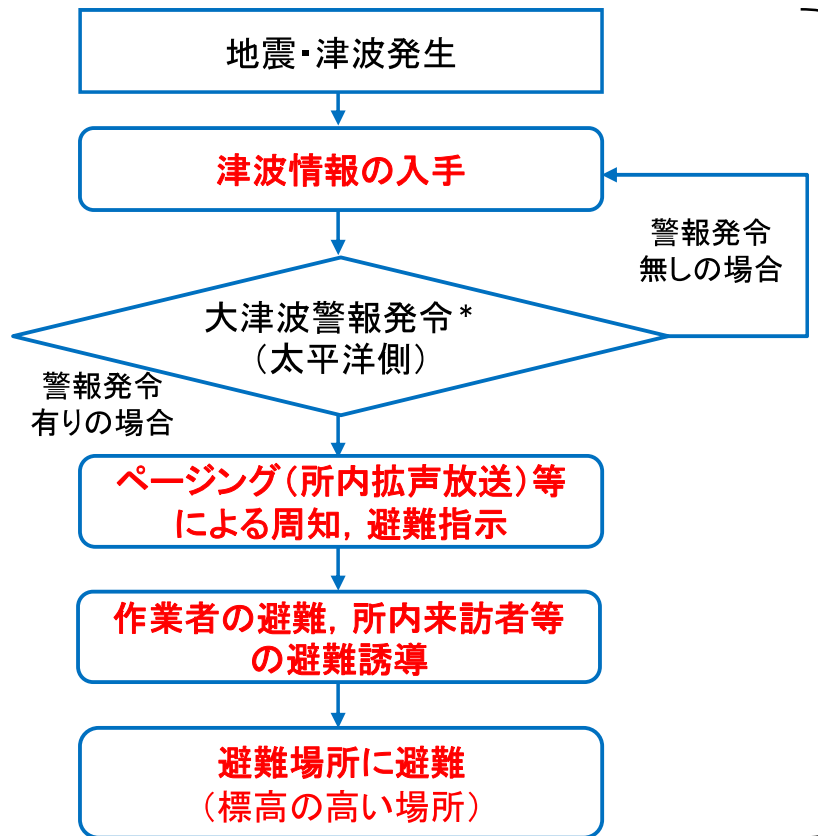 地震・津波発生
津波情報の入手
警報発令
無しの場合
大津波警報発令*
（太平洋側）
警報発令
有りの場合
ページング（所内拡声放送）等
による周知，避難指示
作業者の避難，所内来訪者等
の避難誘導
避難場所に避難
（標高の高い場所）